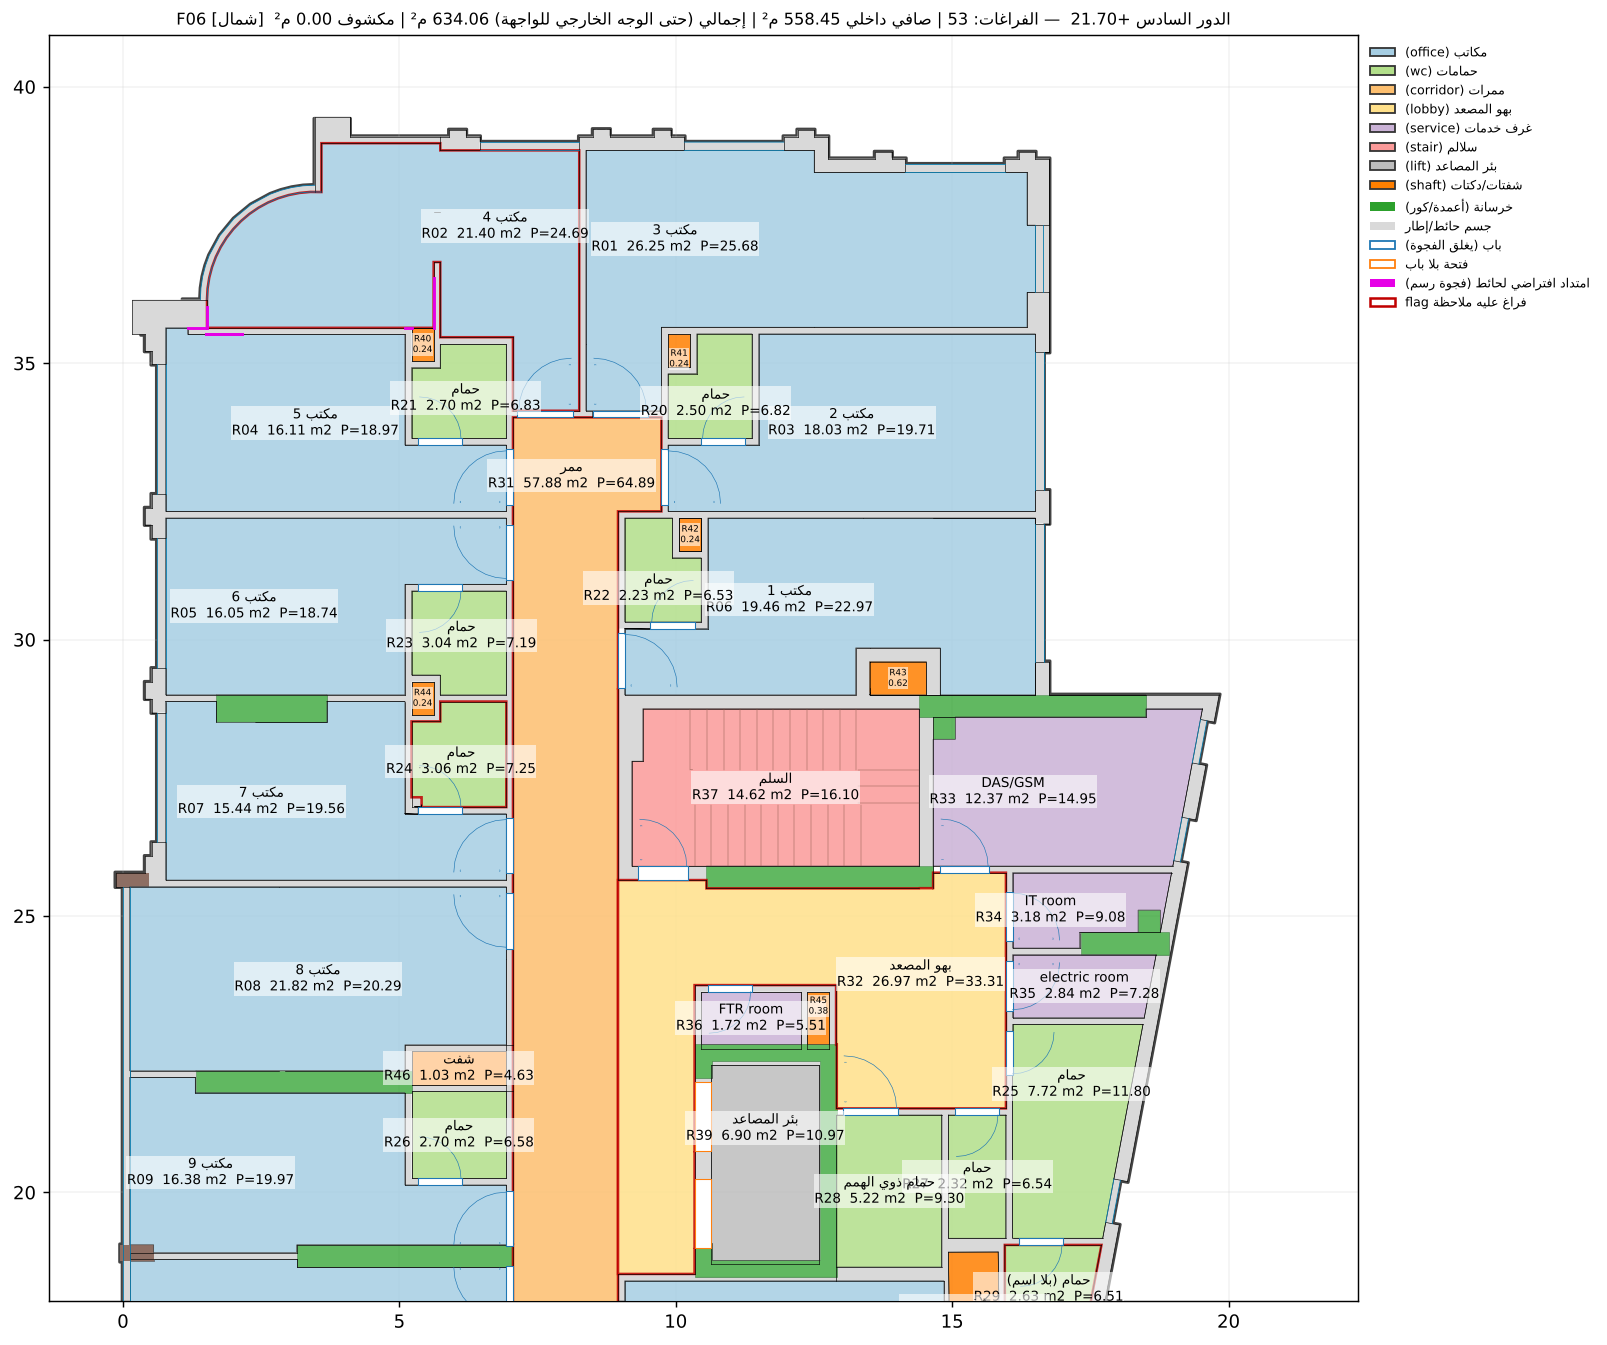 F06 [شمال] الدور السادس +21.70 — الفراغات: 53 | صافي داخلي 558.45 م² | إجمالي (حتى الوجه الخارجي للواجهة) 634.06 م² | مكشوف 0.00 م²
مكاتب (office)
حمامات (wc)
ممرات (corridor)
بهو المصعد (lobby)
غرف خدمات (service)
سلالم (stair)
بئر المصاعد (lift)
شفتات/دكتات (shaft)
خرسانة (أعمدة/كور)
جسم حائط/إطار
باب (يغلق الفجوة)
فتحة بلا باب
امتداد افتراضي لحائط (فجوة رسم)
فراغ عليه ملاحظة flag
40
35
30
25
20
0
5
10
15
20
مكتب 4
R02 21.40 m2 P=24.69
مكتب 3
R01 26.25 m2 P=25.68
R40
0.24
R41
0.24
حمام
R21 2.70 m2 P=6.83
حمام
R20 2.50 m2 P=6.82
مكتب 5
R04 16.11 m2 P=18.97
مكتب 2
R03 18.03 m2 P=19.71
ممر
R31 57.88 m2 P=64.89
R42
0.24
حمام
R22 2.23 m2 P=6.53
مكتب 1
R06 19.46 m2 P=22.97
مكتب 6
R05 16.05 m2 P=18.74
حمام
R23 3.04 m2 P=7.19
R43
0.62
R44
0.24
حمام
R24 3.06 m2 P=7.25
مكتب 7
R07 15.44 m2 P=19.56
السلم
R37 14.62 m2 P=16.10
DAS/GSM
R33 12.37 m2 P=14.95
IT room
R34 3.18 m2 P=9.08
مكتب 8
R08 21.82 m2 P=20.29
بهو المصعد
R32 26.97 m2 P=33.31
electric room
R35 2.84 m2 P=7.28
FTR room
R36 1.72 m2 P=5.51
R45
0.38
شفت
R46 1.03 m2 P=4.63
حمام
R25 7.72 m2 P=11.80
حمام
R26 2.70 m2 P=6.58
بئر المصاعد
R39 6.90 m2 P=10.97
مكتب 9
R09 16.38 m2 P=19.97
حمام
2.32 m2 P=6.54
حمام ذوي الهمم
R28 5.22 m2 P=9.30
حمام (بلا اسم)
R29 2.63 m2 P=6.51